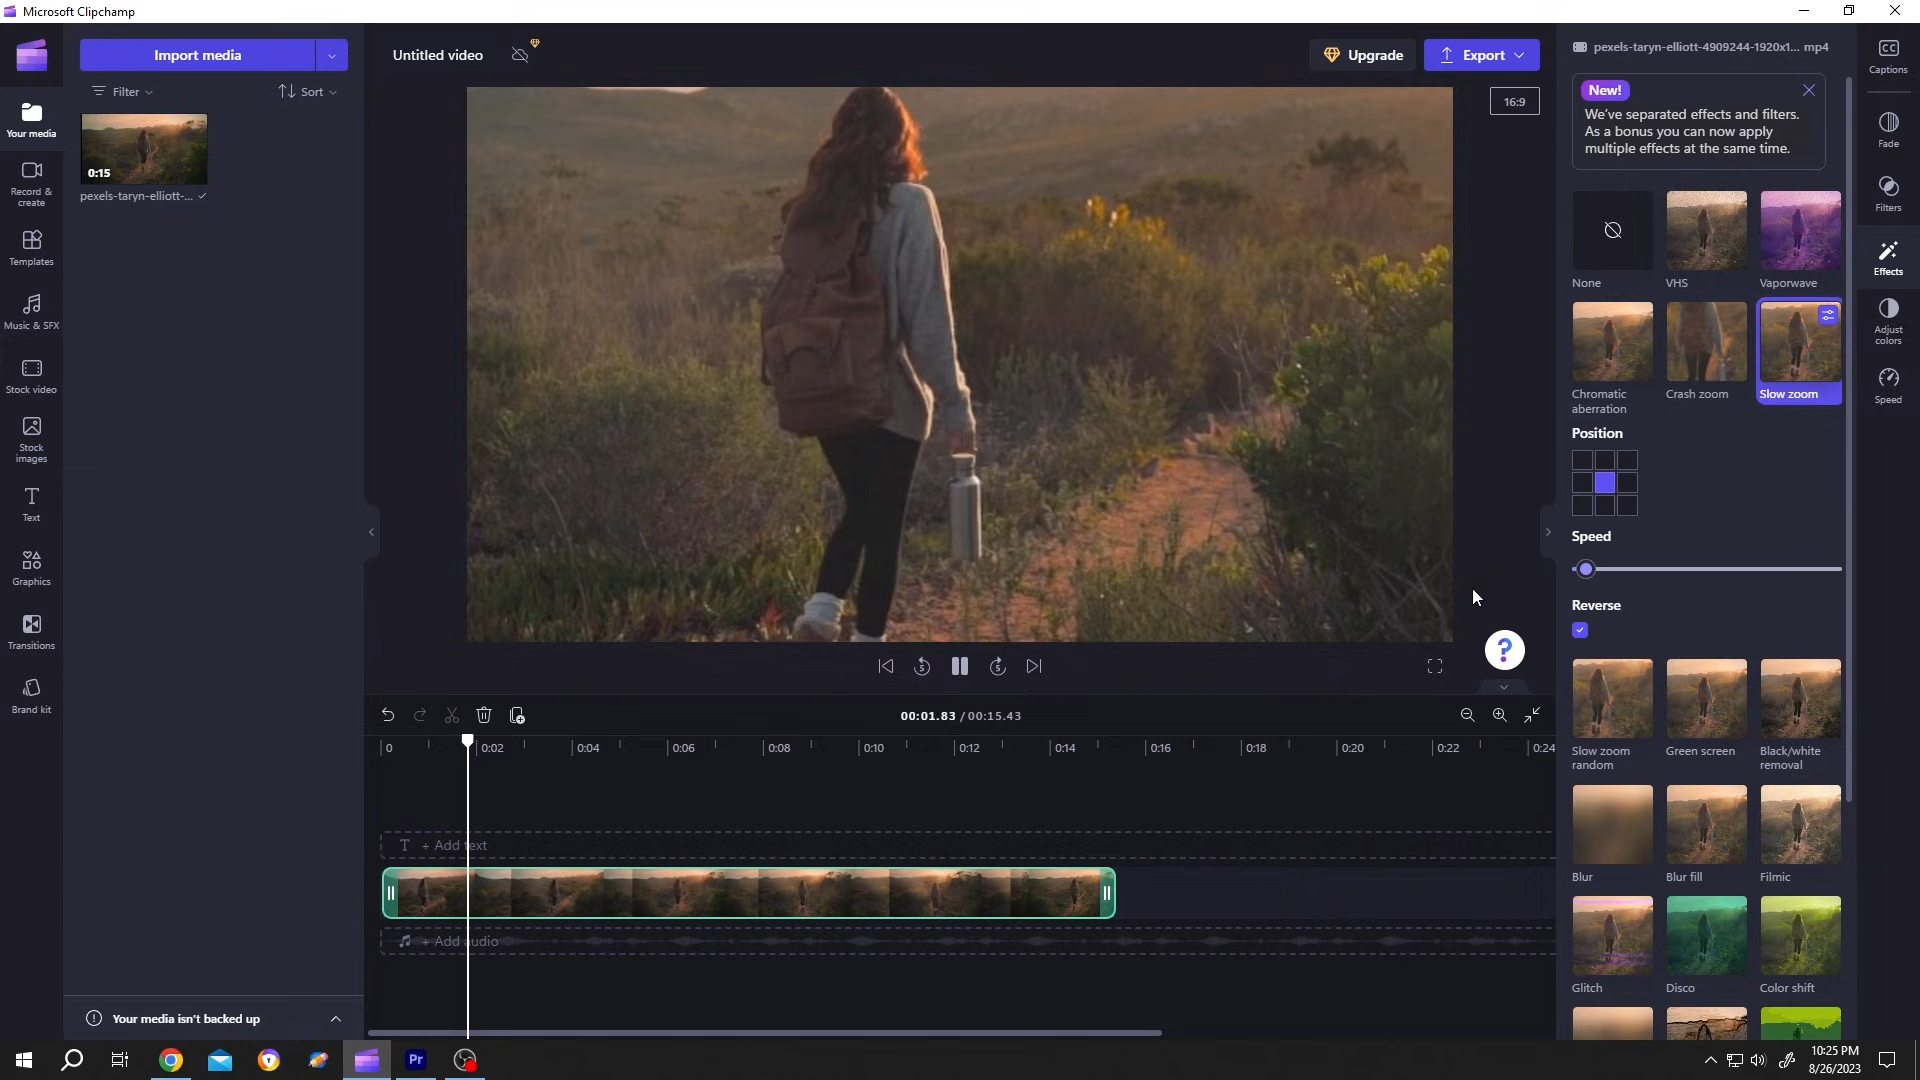 Microsoft Clipchamp
Import media
Filter
Sort
0:15
pexels-taryn-elliott-...
Your media
Record &
create
Templates
Music & SFX
Stock video
Stock
images
Text
Graphics
Transitions
Brand kit
Your media isn't backed up
Untitled video
Upgrade
Export
16:9
5
5
?
00:01.83 / 00:15.43
0
0:02
0:04
0:06
0:08
0:10
0:12
0:14
0:16
0:18
0:20
0:22
0:24
T + Add text
+ Add audio
pexels-taryn-elliott-4909244-1920x1... mp4
New!
We've separated effects and filters.
As a bonus you can now apply
multiple effects at the same time.
None
VHS
Vaporwave
Chromatic
aberration
Crash zoom
Slow zoom
Position
Speed
Reverse
Slow zoom
random
Green screen
Black/white
removal
Blur
Blur fill
Filmic
Glitch
Disco
Color shift
CC
Captions
Fade
Filters
Effects
Adjust
colors
Speed
Pr
10:25 PM
8/26/2023